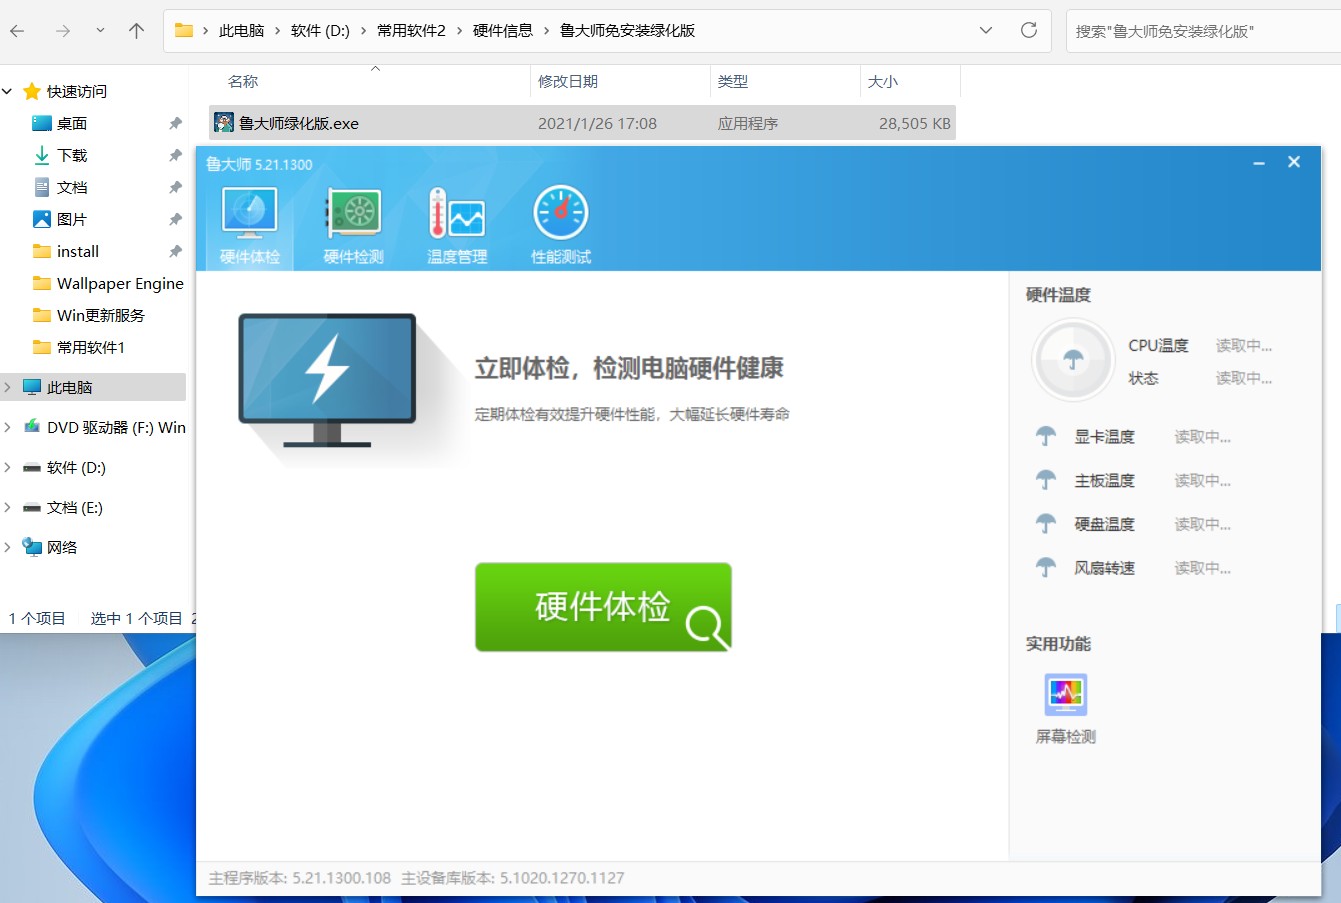 此电脑 软件 (D:) 常用软件2 硬件信息 鲁大师免安装绿化版
搜索"鲁大师免安装绿化版"
名称 修改日期 类型 大小
鲁大师绿化版.exe 2021/1/26 17:08 应用程序 28,505 KB
快速访问
桌面
下载
文档
图片
install
Wallpaper Engine
Win更新服务
常用软件1
此电脑
DVD 驱动器 (F:) Win
软件 (D:)
文档 (E:)
网络
1 个项目 选中 1 个项目 2
鲁大师 5.21.1300
硬件体检 硬件检测 温度管理 性能测试
立即体检，检测电脑硬件健康
定期体检有效提升硬件性能，大幅延长硬件寿命
硬件体检
硬件温度
CPU温度 读取中...
状态 读取中...
显卡温度 读取中...
主板温度 读取中...
硬盘温度 读取中...
风扇转速 读取中...
实用功能
屏幕检测
主程序版本: 5.21.1300.108 主设备库版本: 5.1020.1270.1127